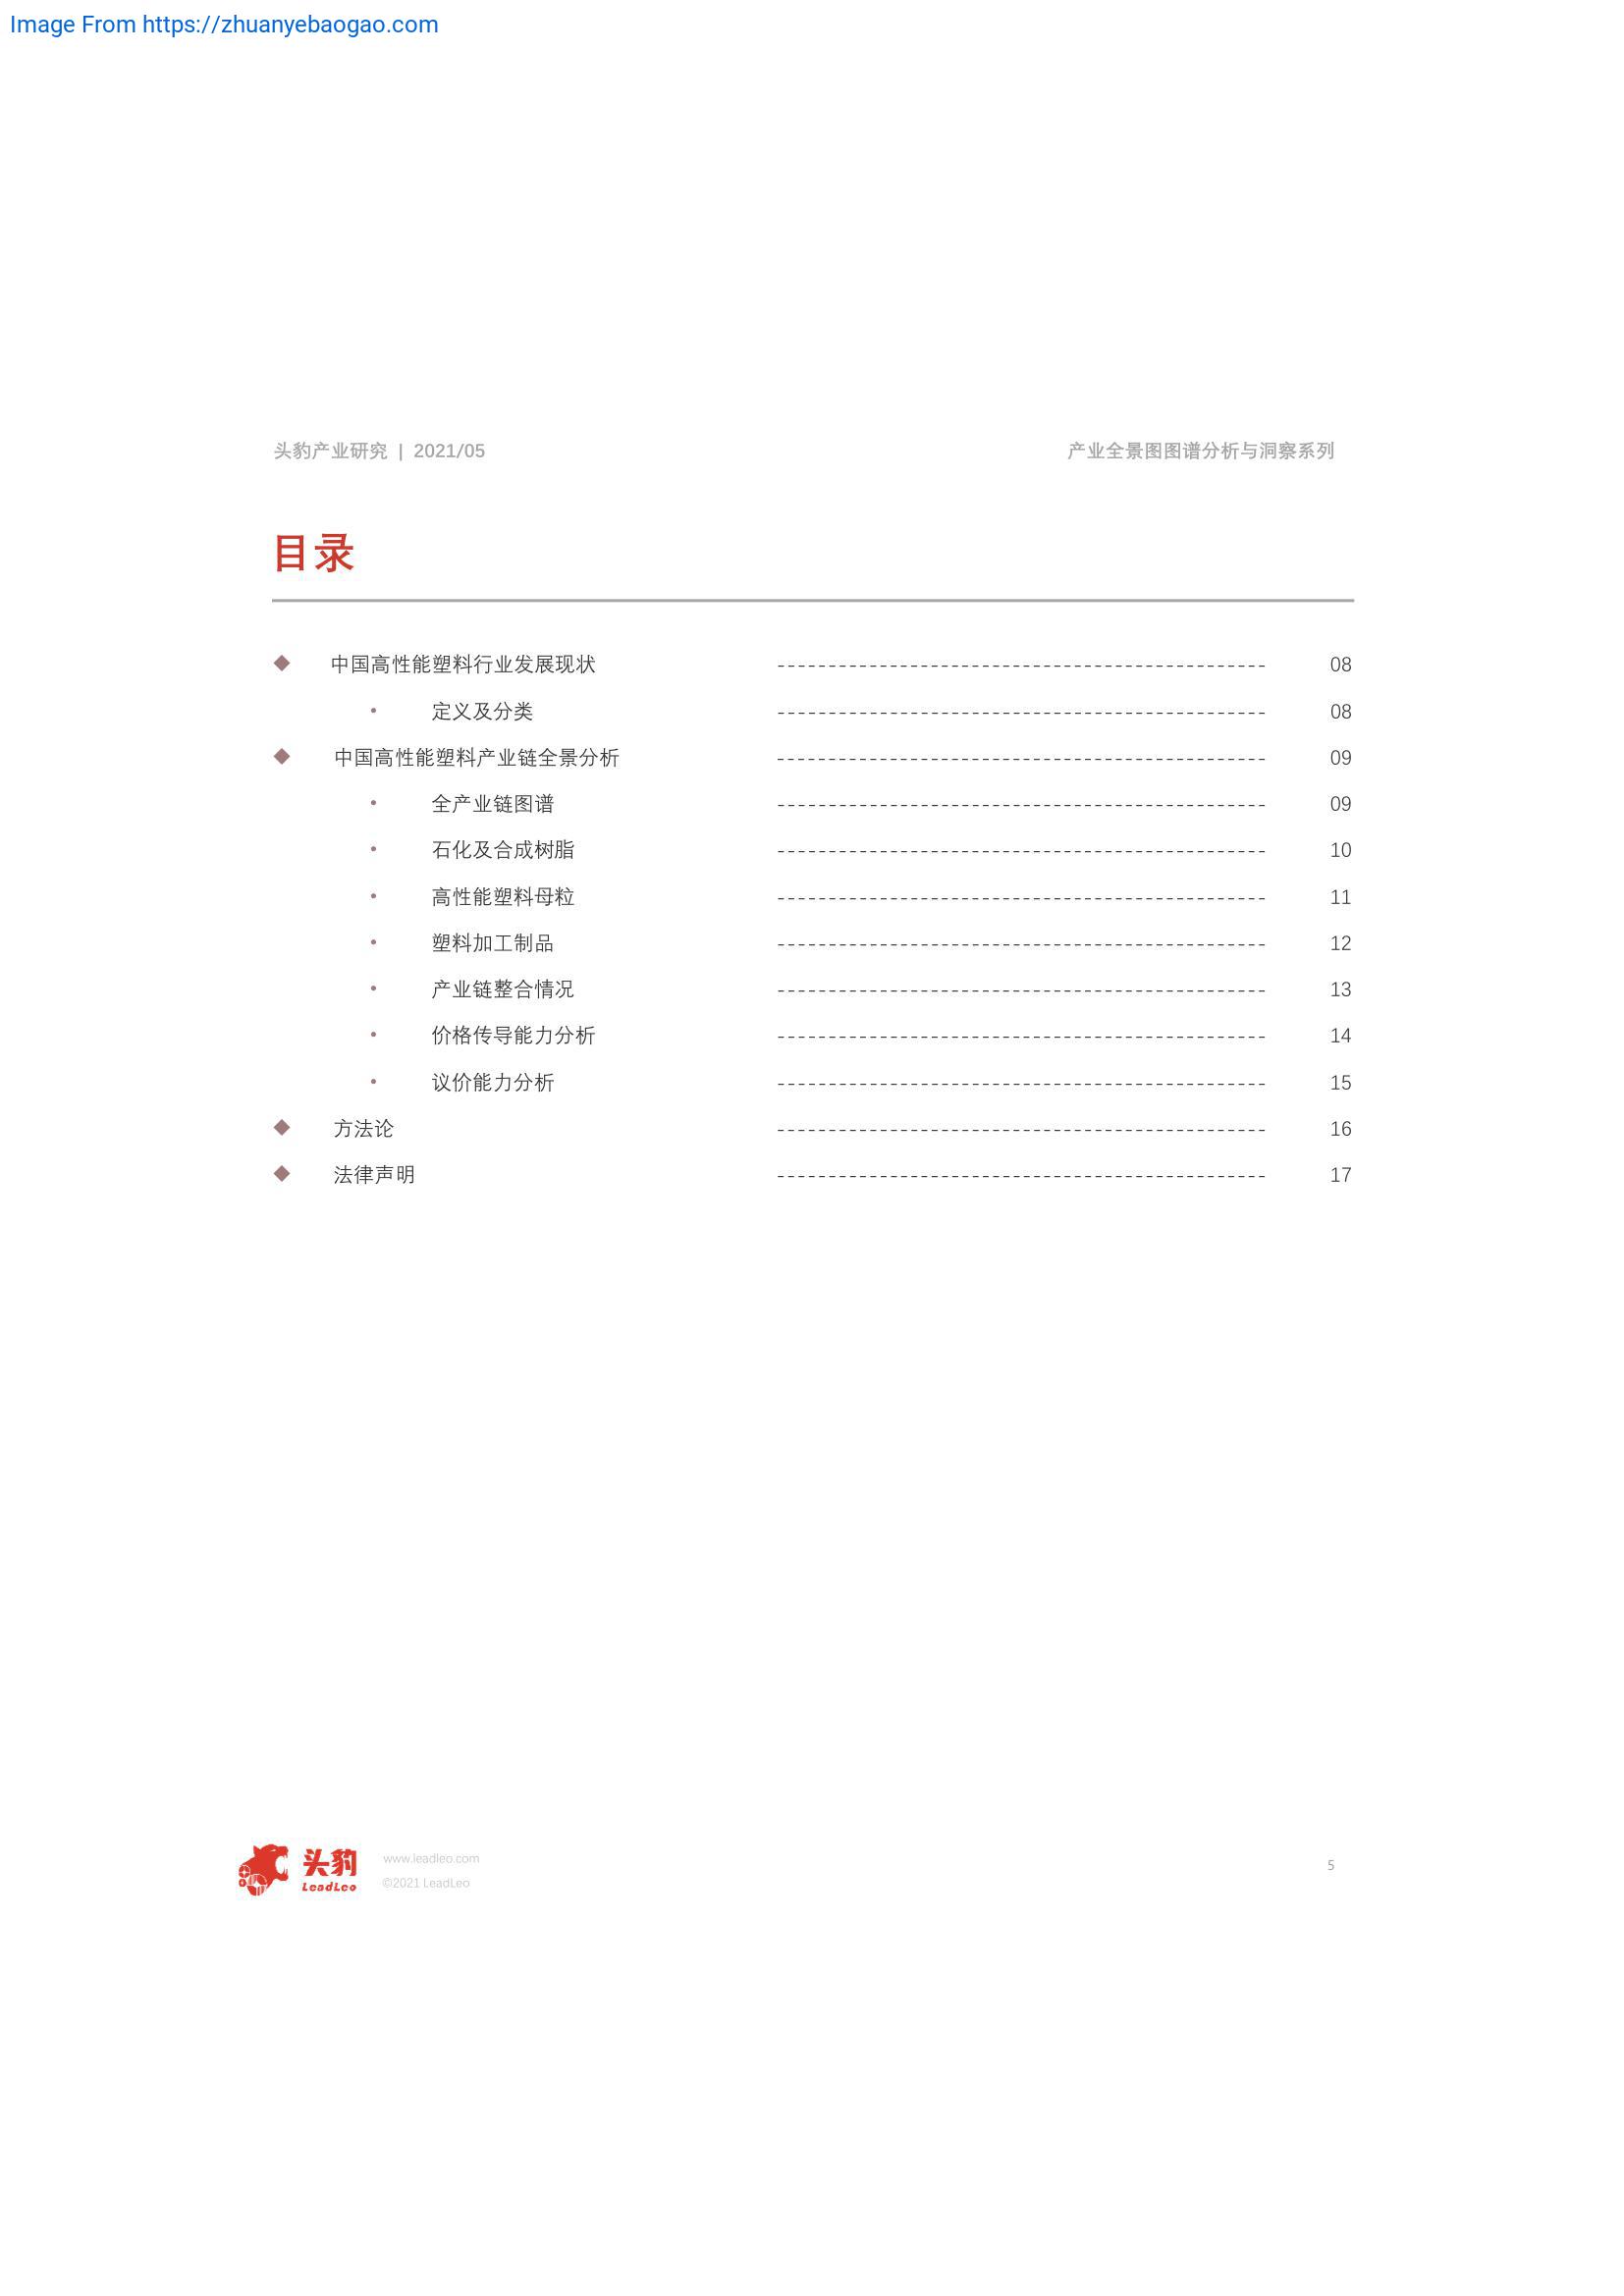 Image From https://zhuanyebaogao.com
头豹产业研究 | 2021/05 产业全景图图谱分析与洞察系列
目录
◆ 中国高性能塑料行业发展现状 ------------------------------------------------ 08
• 定义及分类 ------------------------------------------------ 08
◆ 中国高性能塑料产业链全景分析 ------------------------------------------------ 09
• 全产业链图谱 ------------------------------------------------ 09
• 石化及合成树脂 ------------------------------------------------ 10
• 高性能塑料母粒 ------------------------------------------------ 11
• 塑料加工制品 ------------------------------------------------ 12
• 产业链整合情况 ------------------------------------------------ 13
• 价格传导能力分析 ------------------------------------------------ 14
• 议价能力分析 ------------------------------------------------ 15
◆ 方法论 ------------------------------------------------ 16
◆ 法律声明 ------------------------------------------------ 17
头豹 LeadLeo
www.leadleo.com
©2021 LeadLeo
5